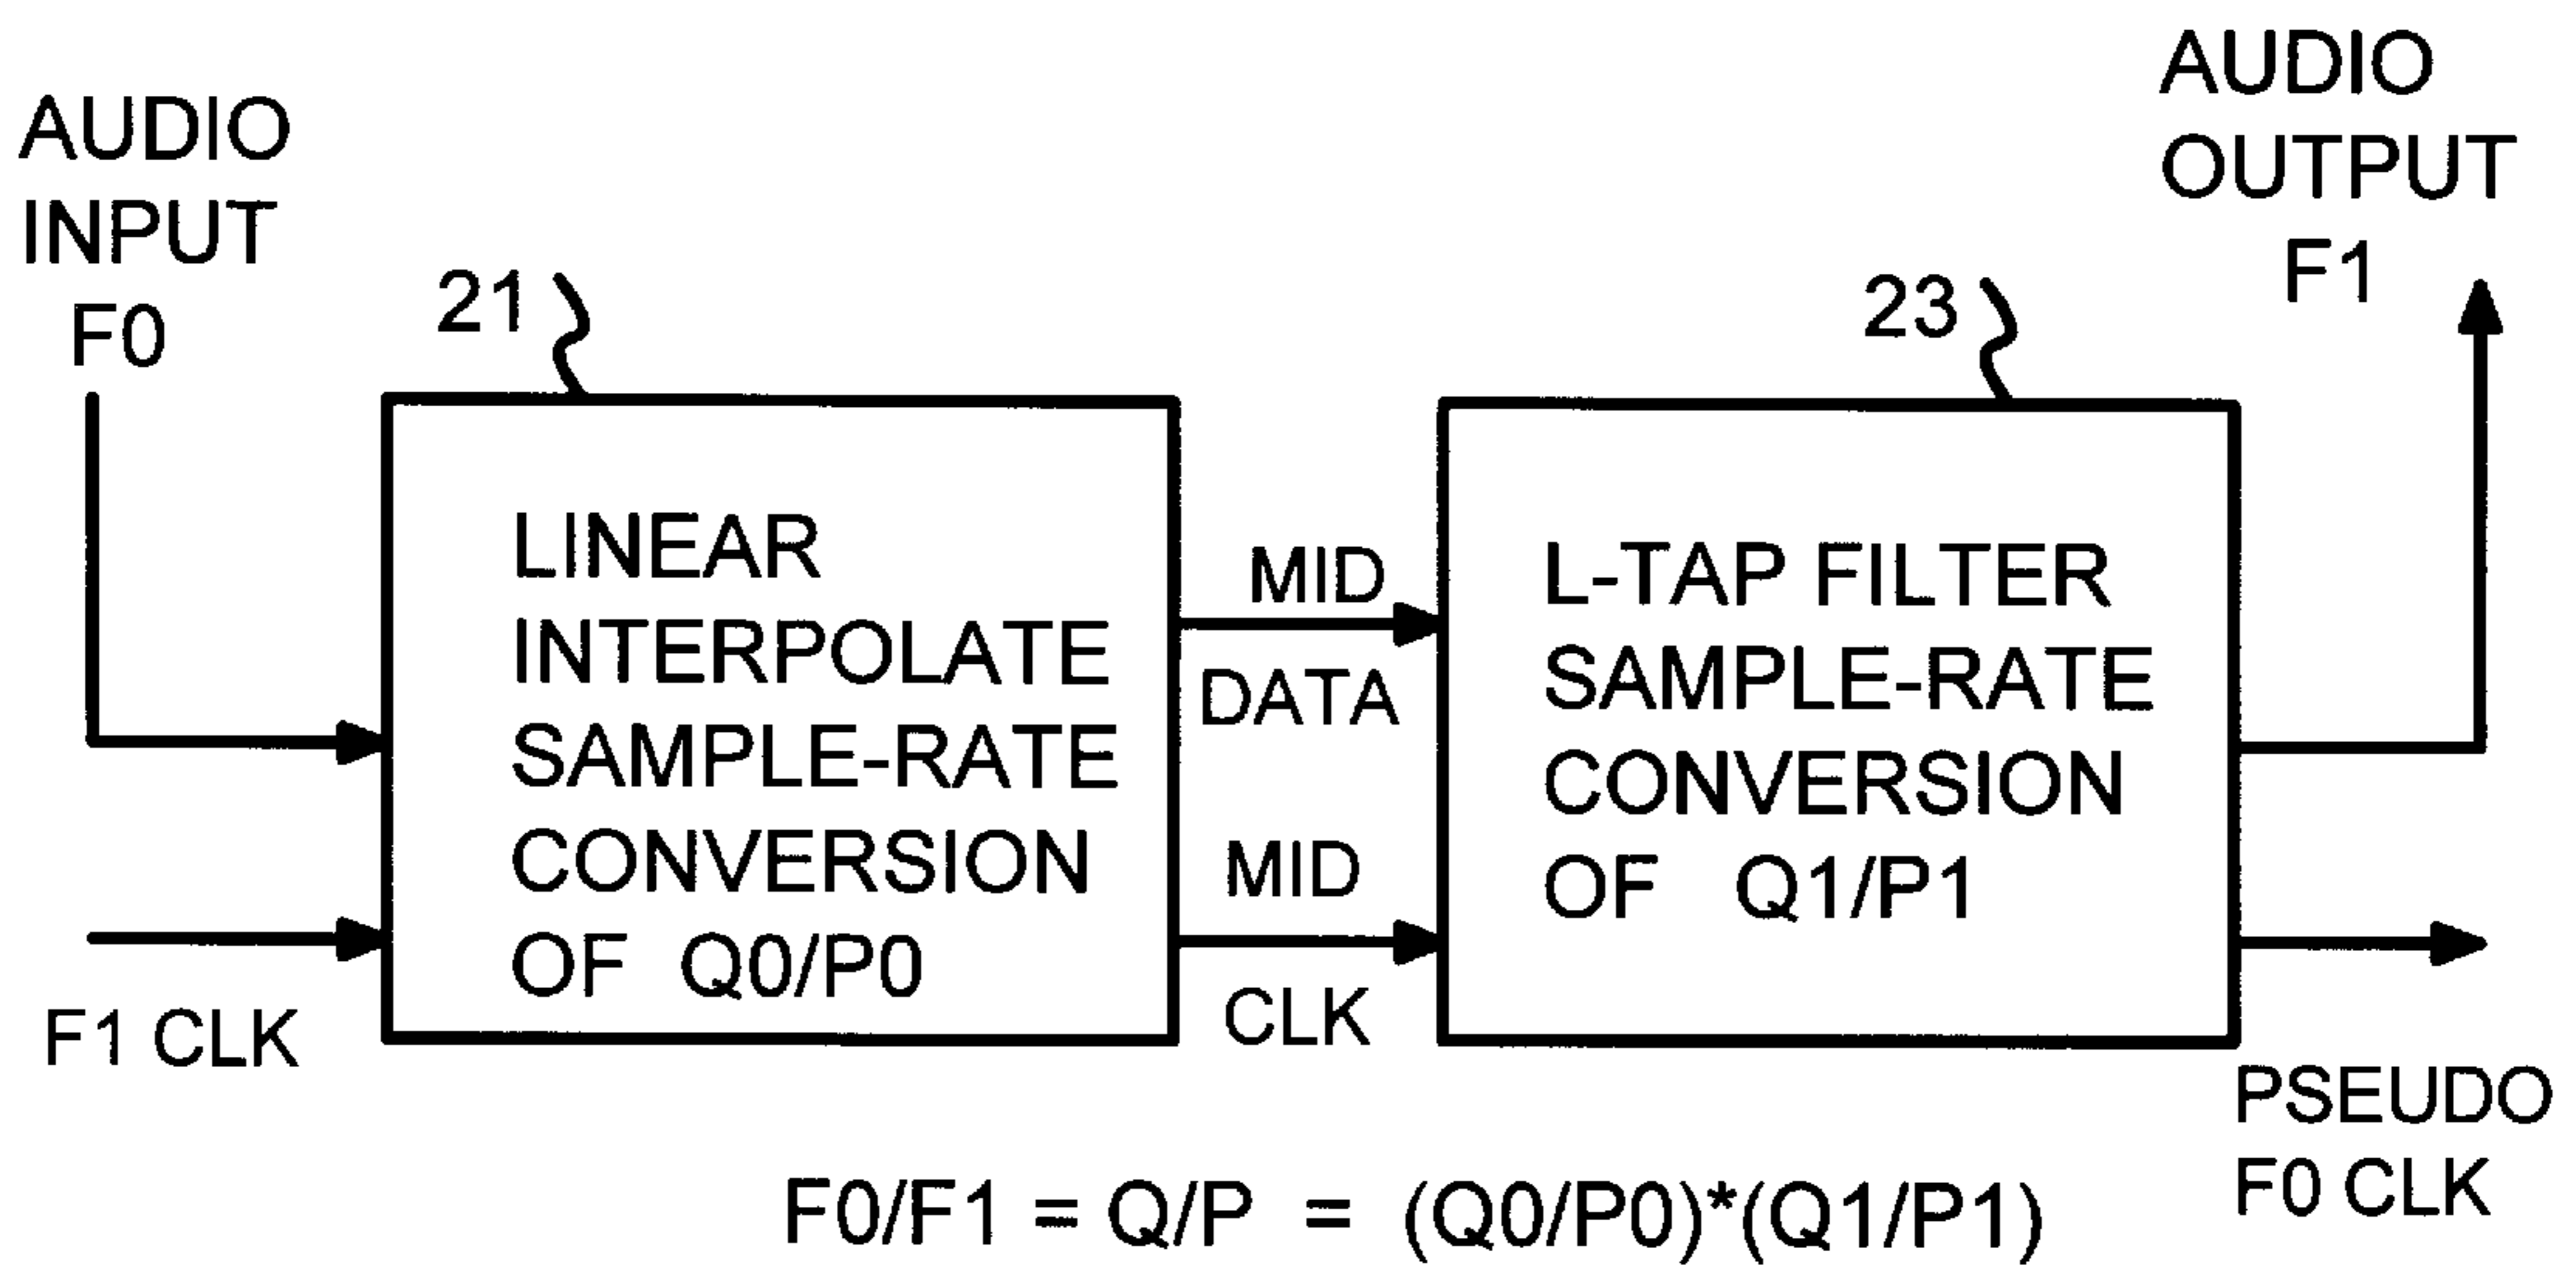 AUDIO
INPUT
F0
F1 CLK
21
LINEAR
INTERPOLATE
SAMPLE-RATE
CONVERSION
OF Q0/P0
MID
DATA
MID
CLK
23
L-TAP FILTER
SAMPLE-RATE
CONVERSION
OF Q1/P1
AUDIO
OUTPUT
F1
PSEUDO
F0 CLK
F0/F1 = Q/P = (Q0/P0)*(Q1/P1)